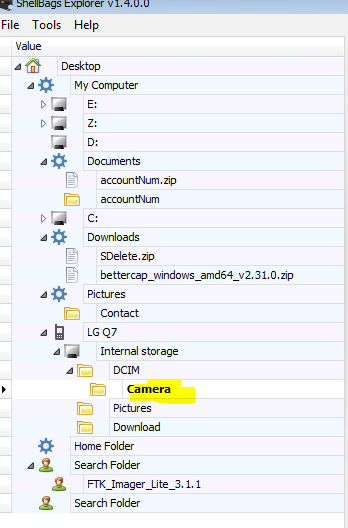 ShellBags Explorer v1.4.0.0
File Tools Help
Value
Desktop
My Computer
E:
Z:
D:
Documents
accountNum.zip
accountNum
C:
Downloads
SDelete.zip
bettercap_windows_amd64_v2.31.0.zip
Pictures
Contact
LG Q7
Internal storage
DCIM
Camera
Pictures
Download
Home Folder
Search Folder
FTK_Imager_Lite_3.1.1
Search Folder